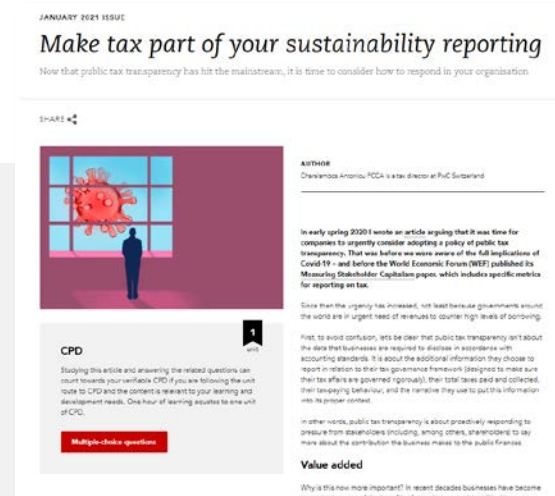 JANUARY 2021 ISSUE
Make tax part of your sustainability reporting
Now that public tax transparency has hit the mainstream, it is time to consider how to respond in your organisation
SHARE
AUTHOR
Charalambos Antoniou FCCA is a tax director at PwC Switzerland
In early spring 2020 I wrote an article arguing that it was time for
companies to urgently consider adopting a policy of public tax
transparency. That was before we were aware of the full implications of
Covid-19 – and before the World Economic Forum (WEF) published its
Measuring Stakeholder Capitalism paper, which includes specific metrics
for reporting on tax.
Since then the urgency has increased, not least because governments around
the world are in urgent need of revenues to counter high levels of borrowing.
First, to avoid confusion, let's be clear that public tax transparency isn't about
the data that businesses are required to disclose in accordance with
accounting standards. It is about the additional information they choose to
report in relation to their tax governance framework (designed to make sure
their tax affairs are governed rigorously), their total taxes paid and collected,
their tax-paying behaviour, and the narrative they use to put this information
into its proper context.
In other words, public tax transparency is about proactively responding to
pressure from stakeholders (including, among others, shareholders) to say
more about the contribution the business makes to the public finances.
Value added
Why is this now more important? In recent decades businesses have become
1
unit
CPD
Studying this article and answering the related questions can
count towards your verifiable CPD if you are following the unit
route to CPD and the content is relevant to your learning and
development needs. One hour of learning equates to one unit
of CPD.
Multiple-choice questions